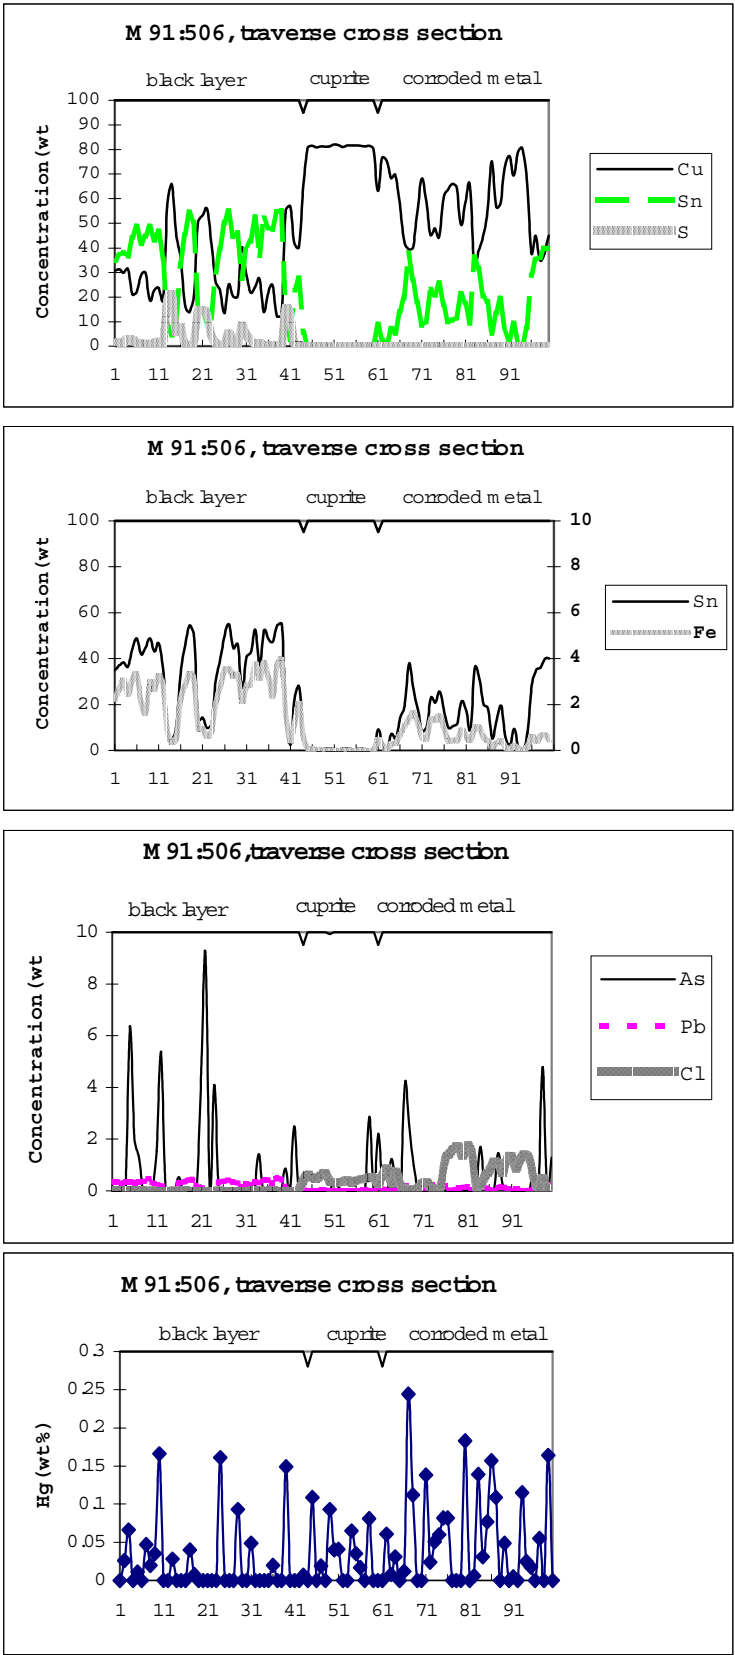 M 91:506, traverse cross section
black layer cuprite corroded metal
100
90
80
70
60
50
40
30
20
10
0
Concentration (wt
1 11 21 31 41 51 61 71 81 91
Cu
Sn
S
M 91:506, traverse cross section
black layer cuprite corroded metal
100 10
80 8
60 6
40 4
20 2
0 0
Concentration (wt
1 11 21 31 41 51 61 71 81 91
Sn
Fe
M 91:506, traverse cross section
black layer cuprite corroded metal
10
8
6
4
2
0
Concentration (wt
1 11 21 31 41 51 61 71 81 91
As
Pb
Cl
M 91:506, traverse cross section
black layer cuprite corroded metal
0.3
0.25
0.2
0.15
0.1
0.05
0
Hg (wt%)
1 11 21 31 41 51 61 71 81 91